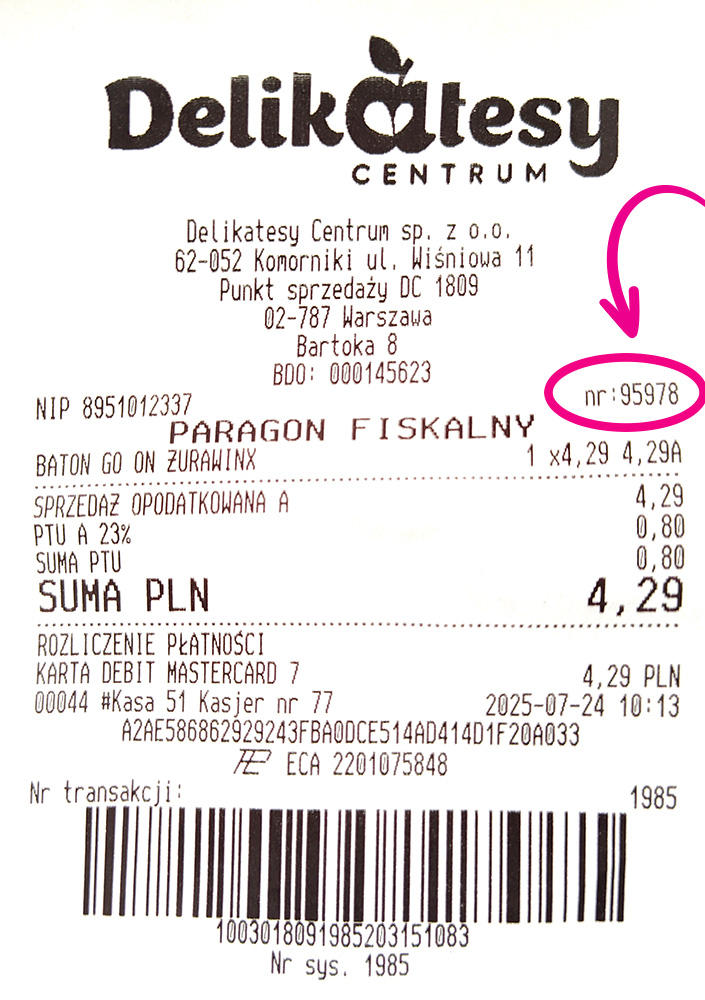 Delikatesy
CENTRUM
Delikatesy Centrum sp. z o.o.
62-052 Komorniki ul. Wiśniowa 11
Punkt sprzedaży DC 1809
02-787 Warszawa
Bartoka 8
BDO: 000145623
NIP 8951012337 nr:95978
PARAGON FISKALNY
BATON GO ON ŻURAWINX 1 x4,29 4,29A
SPRZEDAŻ OPODATKOWANA A 4,29
PTU A 23% 0,80
SUMA PTU 0,80
SUMA PLN 4,29
ROZLICZENIE PŁATNOŚCI
KARTA DEBIT MASTERCARD 7 4,29 PLN
00044 #Kasa 51 Kasjer nr 77 2025-07-24 10:13
A2AE586862929243FBA0DCE514AD414D1F20A033
ECA 2201075848
Nr transakcji: 1985
10030180919852031​51083
Nr sys. 1985